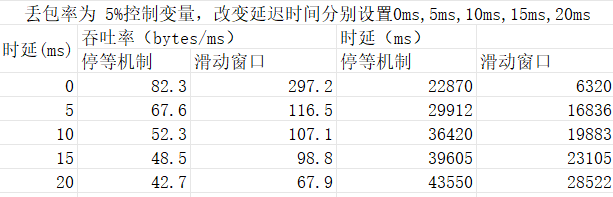 丢包率为 5%控制变量，改变延迟时间分别设置0ms,5ms,10ms,15ms,20ms
时延(ms) 吞吐率（bytes/ms） 时延（ms）
停等机制 滑动窗口 停等机制 滑动窗口
0 82.3 297.2 22870 6320
5 67.6 116.5 29912 16836
10 52.3 107.1 36420 19883
15 48.5 98.8 39605 23105
20 42.7 67.9 43550 28522